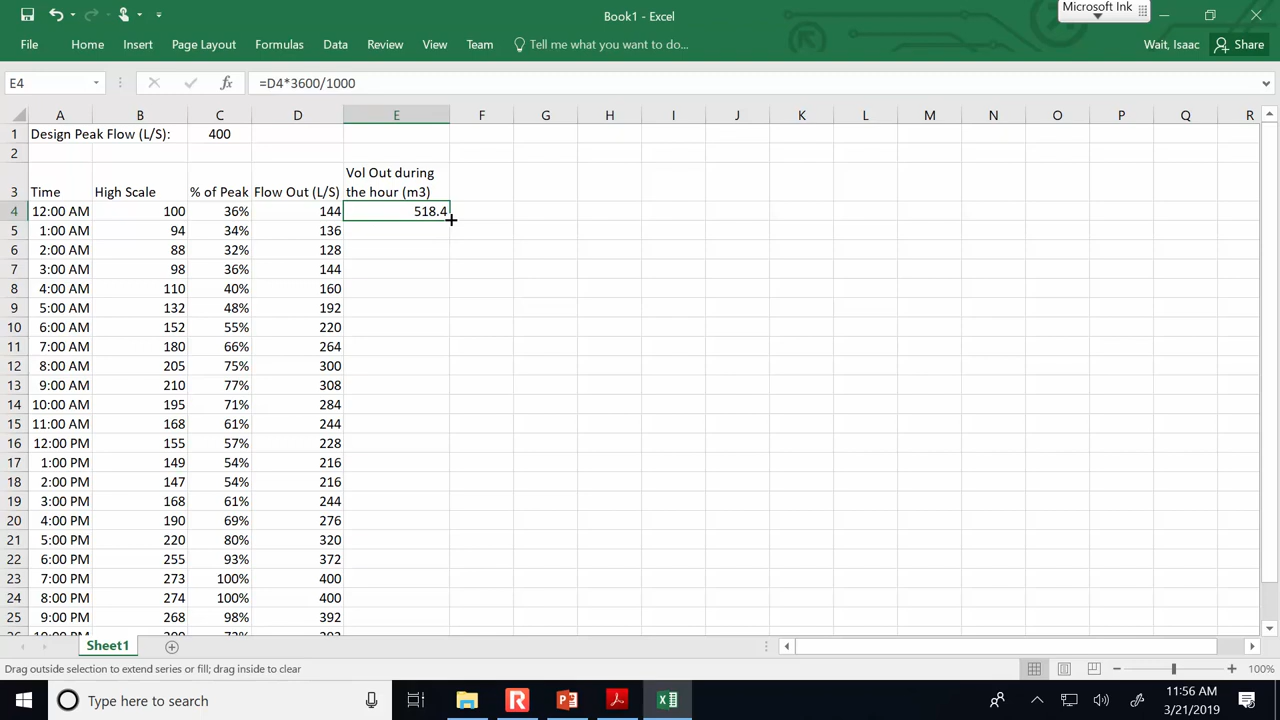 Book1 - Excel
Microsoft Ink
File Home Insert Page Layout Formulas Data Review View Team Tell me what you want to do... Wait, Isaac Share
E4 fx =D4*3600/1000
A B C D E F G H I J K L M N O P Q R
1 Design Peak Flow (L/S): 400
2
Vol Out during
3 Time High Scale % of Peak Flow Out (L/S) the hour (m3)
4 12:00 AM 100 36% 144 518.4
5 1:00 AM 94 34% 136
6 2:00 AM 88 32% 128
7 3:00 AM 98 36% 144
8 4:00 AM 110 40% 160
9 5:00 AM 132 48% 192
10 6:00 AM 152 55% 220
11 7:00 AM 180 66% 264
12 8:00 AM 205 75% 300
13 9:00 AM 210 77% 308
14 10:00 AM 195 71% 284
15 11:00 AM 168 61% 244
16 12:00 PM 155 57% 228
17 1:00 PM 149 54% 216
18 2:00 PM 147 54% 216
19 3:00 PM 168 61% 244
20 4:00 PM 190 69% 276
21 5:00 PM 220 80% 320
22 6:00 PM 255 93% 372
23 7:00 PM 273 100% 400
24 8:00 PM 274 100% 400
25 9:00 PM 268 98% 392
Sheet1
Drag outside selection to extend series or fill; drag inside to clear 100%
Type here to search 11:56 AM
3/21/2019